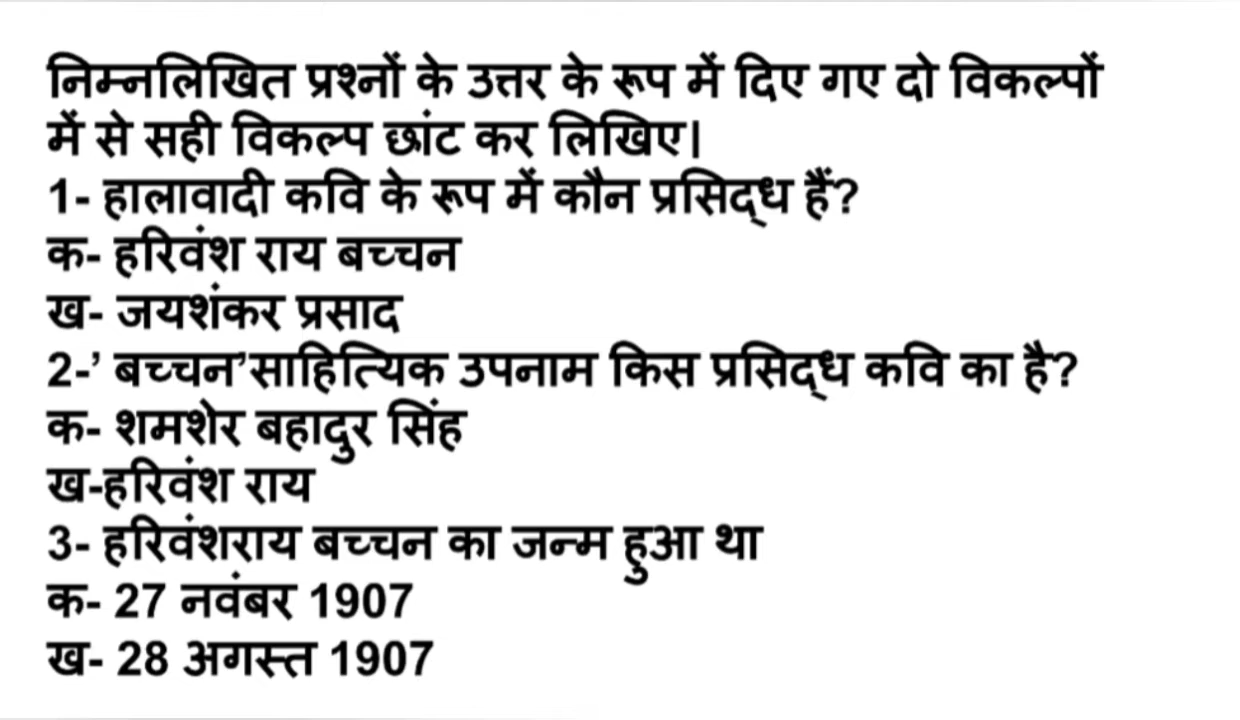 निम्नलिखित प्रश्नों के उत्तर के रूप में दिए गए दो विकल्पों
में से सही विकल्प छांट कर लिखिए।
1- हालावादी कवि के रूप में कौन प्रसिद्ध हैं?
क- हरिवंश राय बच्चन
ख- जयशंकर प्रसाद
2-’ बच्चन’साहित्यिक उपनाम किस प्रसिद्ध कवि का है?
क- शमशेर बहादुर सिंह
ख-हरिवंश राय
3- हरिवंशराय बच्चन का जन्म हुआ था
क- 27 नवंबर 1907
ख- 28 अगस्त 1907